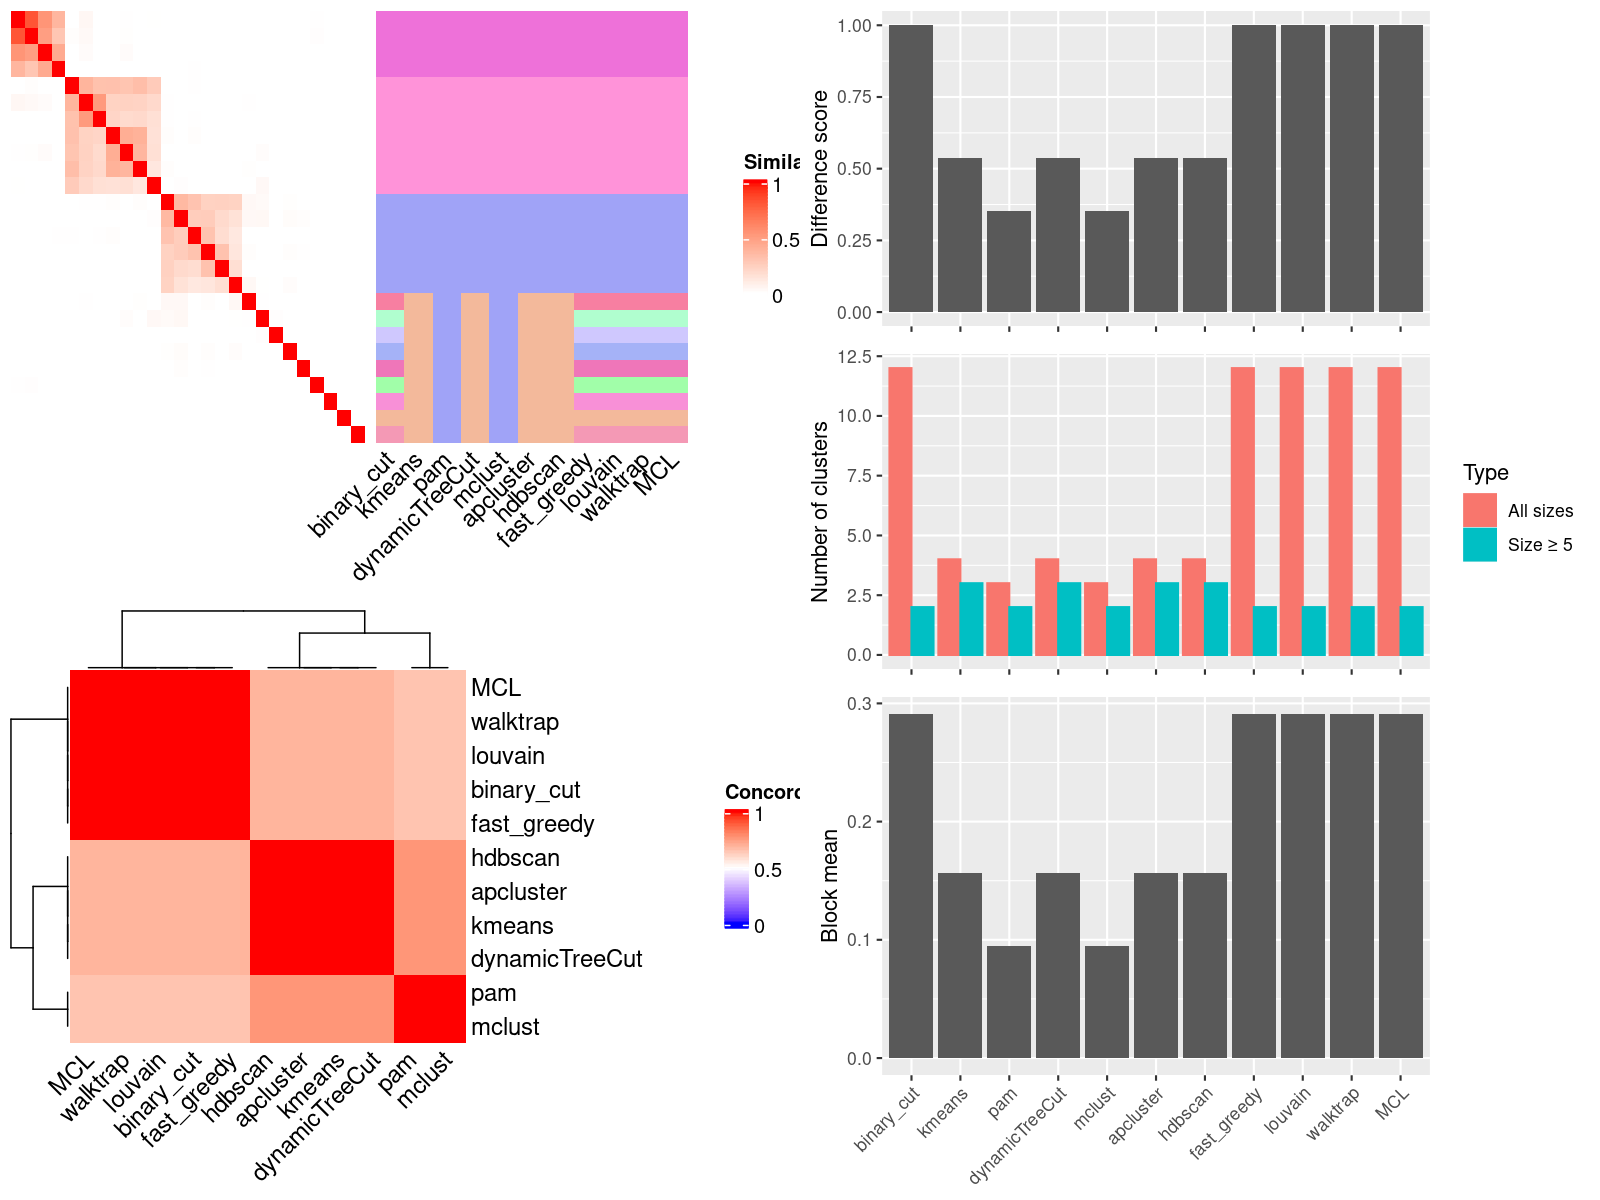 Simila
1
0.5
0
binary_cut
kmeans
pam
dynamicTreeCut
mclust
apcluster
hdbscan
fast_greedy
louvain
walktrap
MCL
MCL
walktrap
louvain
binary_cut
fast_greedy
hdbscan
apcluster
kmeans
dynamicTreeCut
pam
mclust
MCL
walktrap
louvain
binary_cut
fast_greedy
hdbscan
apcluster
kmeans
dynamicTreeCut
pam
mclust
Concord
1
0.5
0
Difference score
1.00
0.75
0.50
0.25
0.00
Number of clusters
12.5
10.0
7.5
5.0
2.5
0.0
Type
All sizes
Size ≥ 5
Block mean
0.3
0.2
0.1
0.0
binary_cut
kmeans
pam
dynamicTreeCut
mclust
apcluster
hdbscan
fast_greedy
louvain
walktrap
MCL